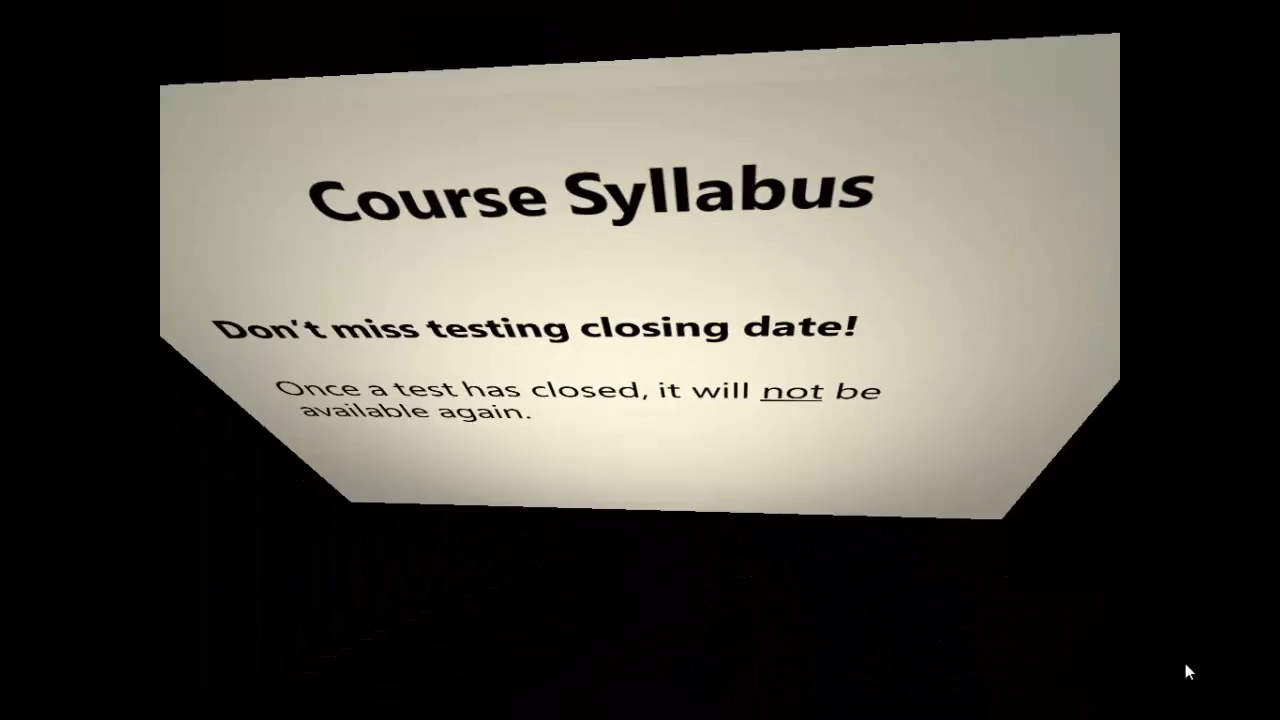 Course Syllabus
Don't miss testing closing date!
Once a test has closed, it will not be
available again.